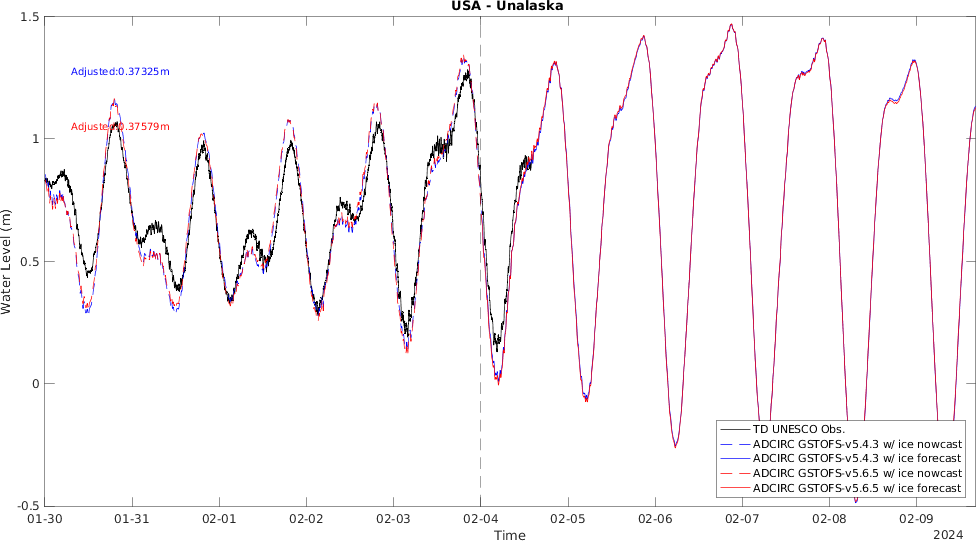 USA - Unalaska
1.5
1
0.5
0
-0.5
Water Level (m)
Adjusted:0.37325m
Adjusted:0.37579m
TD UNESCO Obs.
ADCIRC GSTOFS-v5.4.3 w/ ice nowcast
ADCIRC GSTOFS-v5.4.3 w/ ice forecast
ADCIRC GSTOFS-v5.6.5 w/ ice nowcast
ADCIRC GSTOFS-v5.6.5 w/ ice forecast
01-30 01-31 02-01 02-02 02-03 02-04 02-05 02-06 02-07 02-08 02-09
Time
2024